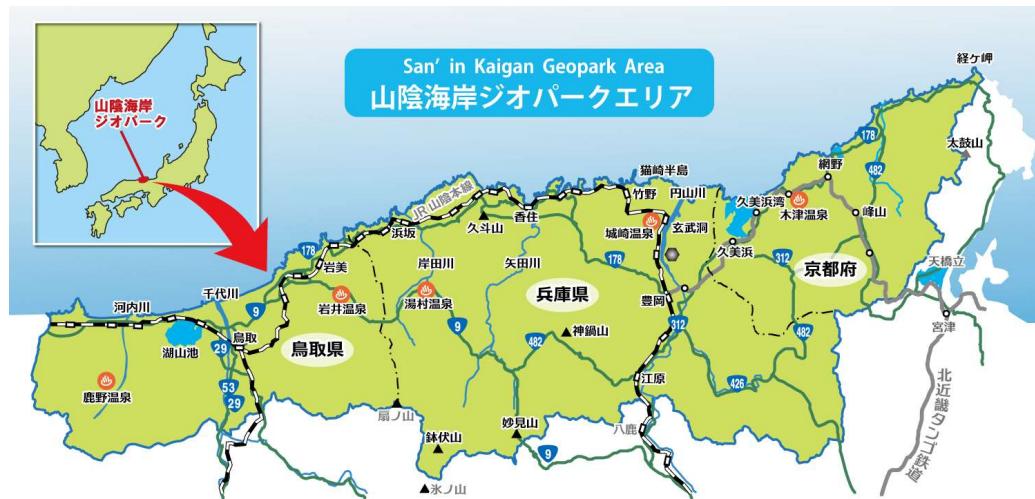 San' in Kaigan Geopark Area
山陰海岸ジオパークエリア
山陰海岸
ジオパーク
経ケ岬
178
太鼓山
482
網野
猫崎半島
竹野
円山川
久美浜湾
木津温泉
峰山
JR山陰本線
香住
久斗山
浜坂
城崎温泉
玄武洞
久美浜
312
京都府
天橋立
178
岩美
岸田川
矢田川
178
兵庫県
豊岡
宮津
千代川
河内川
9
岩井温泉
湯村温泉
9
神鍋山
312
482
鳥取
湖山池
29
鳥取県
482
江原
426
北近畿タンゴ鉄道
鹿野温泉
53
29
扇ノ山
鉢伏山
妙見山
八鹿
9
氷ノ山